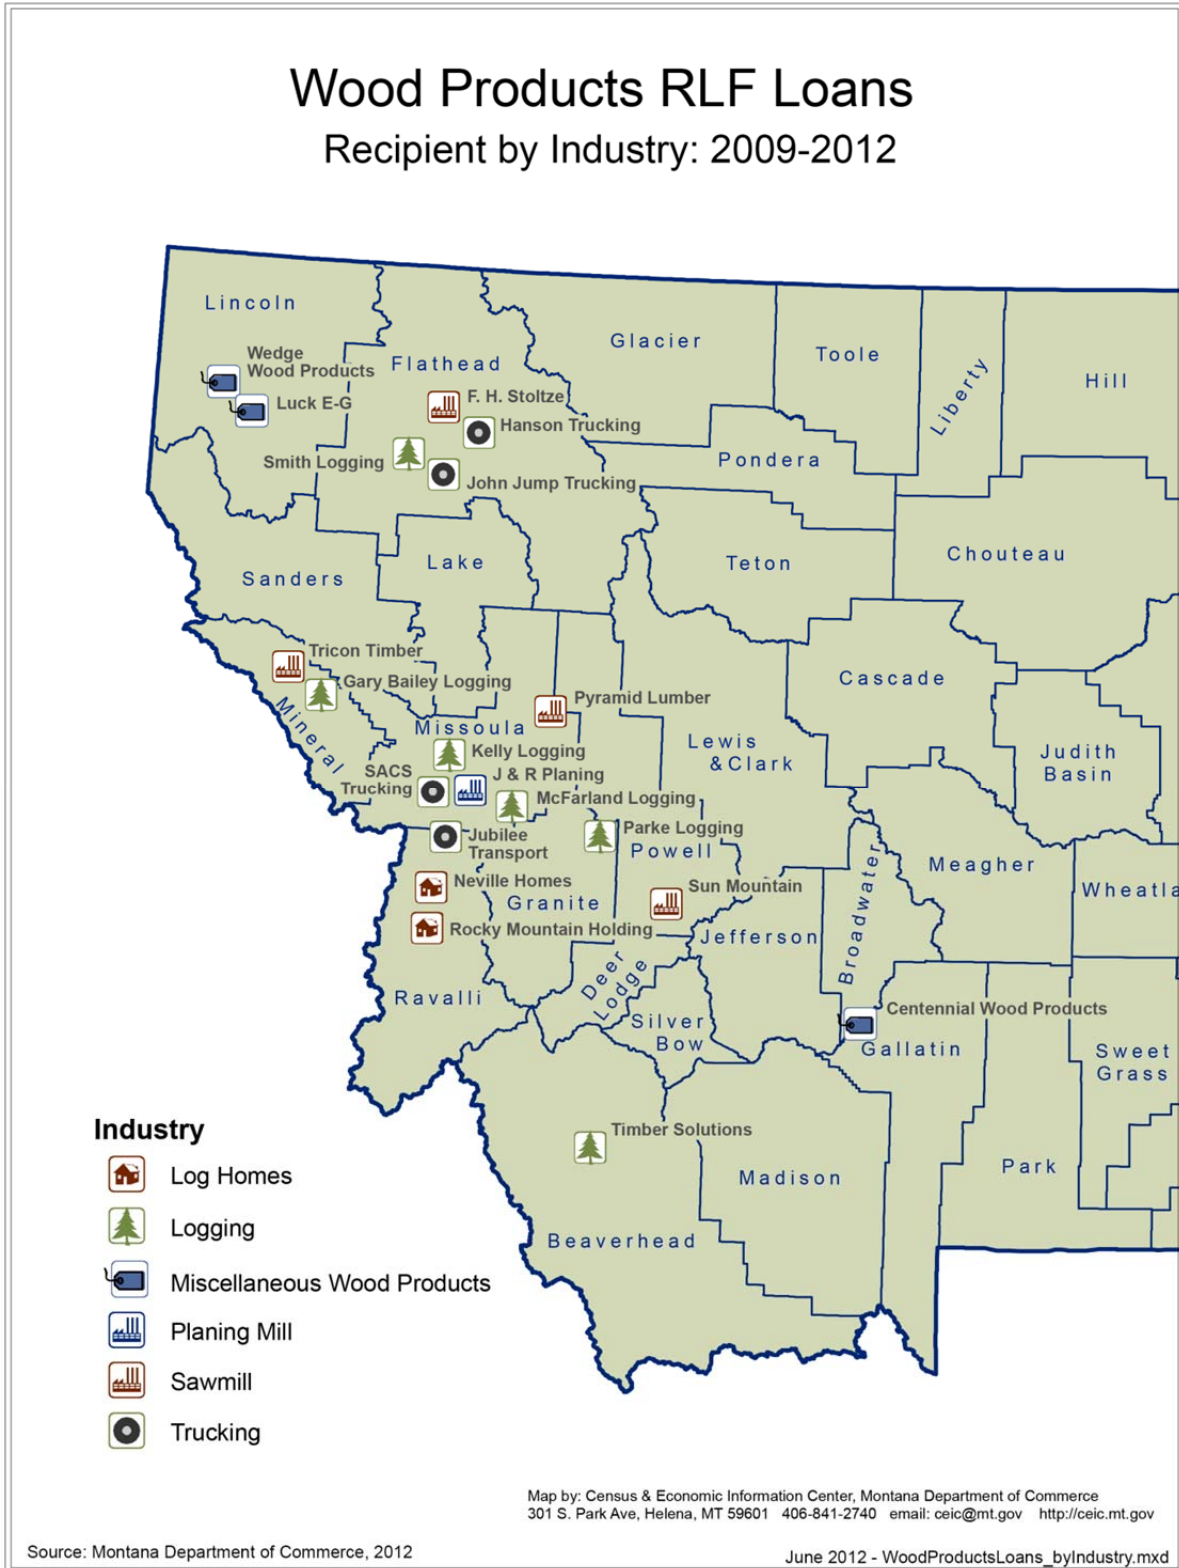 Wood Products RLF Loans
Recipient by Industry: 2009-2012
Lincoln
Wedge
Wood Products
Luck E-G
Flathead
F. H. Stoltze
Hanson Trucking
Smith Logging
John Jump Trucking
Glacier
Toole
Liberty
Hill
Pondera
Teton
Chouteau
Sanders
Lake
Tricon Timber
Gary Bailey Logging
Mineral
Missoula
Pyramid Lumber
Kelly Logging
SACS
Trucking
J & R Planing
McFarland Logging
Jubilee
Transport
Parke Logging
Powell
Lewis
&Clark
Cascade
Judith
Basin
Meagher
Wheatla
Broadwater
Neville Homes
Granite
Rocky Mountain Holding
Sun Mountain
Jefferson
Ravalli
Deer
Lodge
Silver
Bow
Centennial Wood Products
Gallatin
Sweet
Grass
Park
Timber Solutions
Madison
Beaverhead
Industry
Log Homes
Logging
Miscellaneous Wood Products
Planing Mill
Sawmill
Trucking
Map by: Census & Economic Information Center, Montana Department of Commerce
301 S. Park Ave, Helena, MT 59601 406-841-2740 email: ceic@mt.gov http://ceic.mt.gov
Source: Montana Department of Commerce, 2012
June 2012 - WoodProductsLoans_byIndustry.mxd